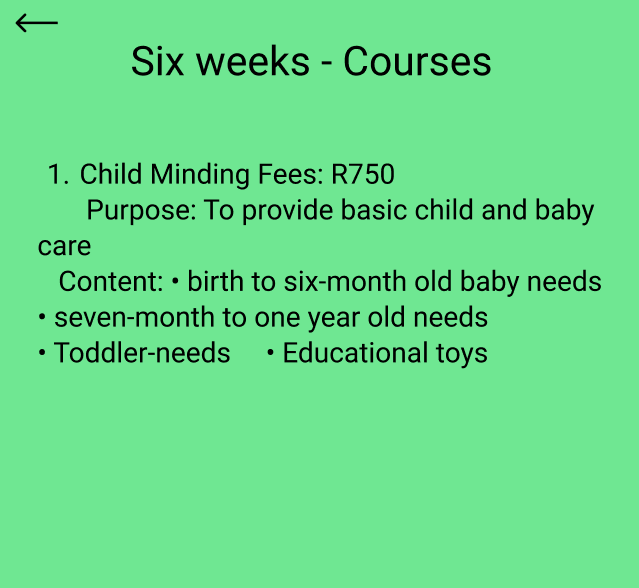 Six weeks - Courses
1. Child Minding Fees: R750
Purpose: To provide basic child and baby
care
Content: • birth to six-month old baby needs
• seven-month to one year old needs
• Toddler-needs • Educational toys